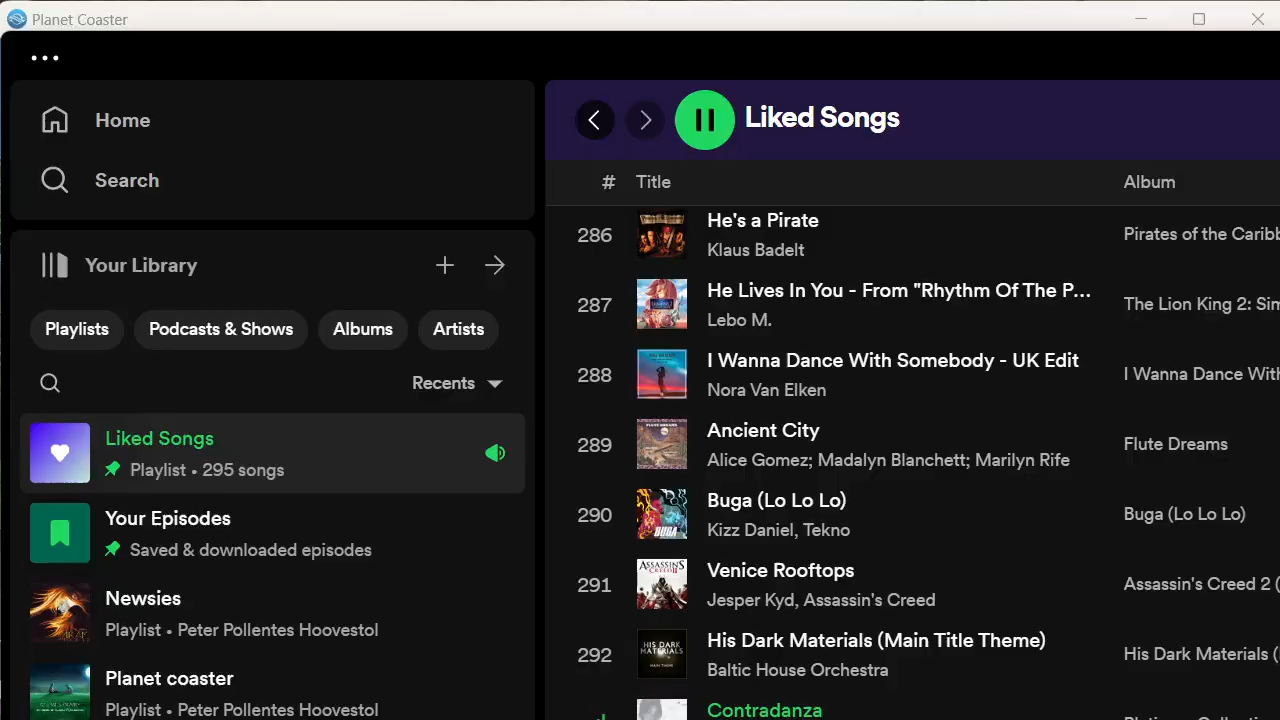 Planet Coaster
Home
Search
Your Library
Playlists
Podcasts & Shows
Albums
Artists
Recents
Liked Songs
Playlist • 295 songs
Your Episodes
Saved & downloaded episodes
Newsies
Playlist • Peter Pollentes Hoovestol
Planet coaster
Playlist • Peter Pollentes Hoovestol
Liked Songs
# Title Album
286 He's a Pirate Pirates of the Caribb
Klaus Badelt
287 He Lives In You - From "Rhythm Of The P... The Lion King 2: Sim
Lebo M.
288 I Wanna Dance With Somebody - UK Edit I Wanna Dance With
Nora Van Elken
289 Ancient City Flute Dreams
Alice Gomez; Madalyn Blanchett; Marilyn Rife
290 Buga (Lo Lo Lo) Buga (Lo Lo Lo)
Kizz Daniel, Tekno
BUGA
291 Venice Rooftops Assassin's Creed 2 (
Jesper Kyd, Assassin's Creed
ASSASSIN'S
292 His Dark Materials (Main Title Theme) His Dark Materials (
Baltic House Orchestra
HIS DARK
MATERIALS
Contradanza